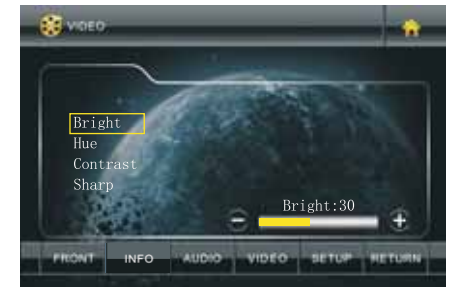 VIDEO
Bright
Hue
Contrast
Sharp
Bright:30
FRONT INFO AUDIO VIDEO SETUP RETURN